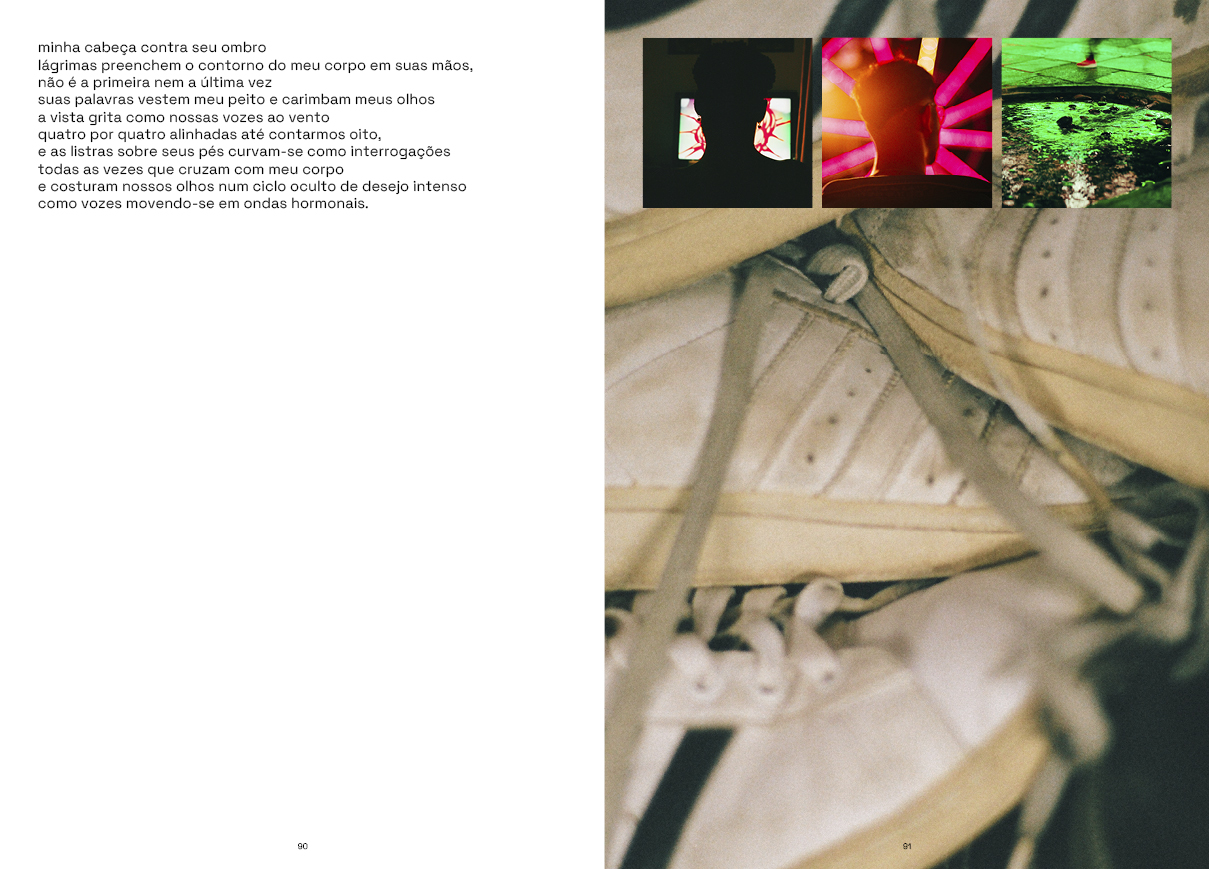 minha cabeça contra seu ombro
lágrimas preenchem o contorno do meu corpo em suas mãos,
não é a primeira nem a última vez
suas palavras vestem meu peito e carimbam meus olhos
a vista grita como nossas vozes ao vento
quatro por quatro alinhadas até contarmos oito,
e as listras sobre seus pés curvam-se como interrogações
todas as vezes que cruzam com meu corpo
e costuram nossos olhos num ciclo oculto de desejo intenso
como vozes movendo-se em ondas hormonais.
90
91